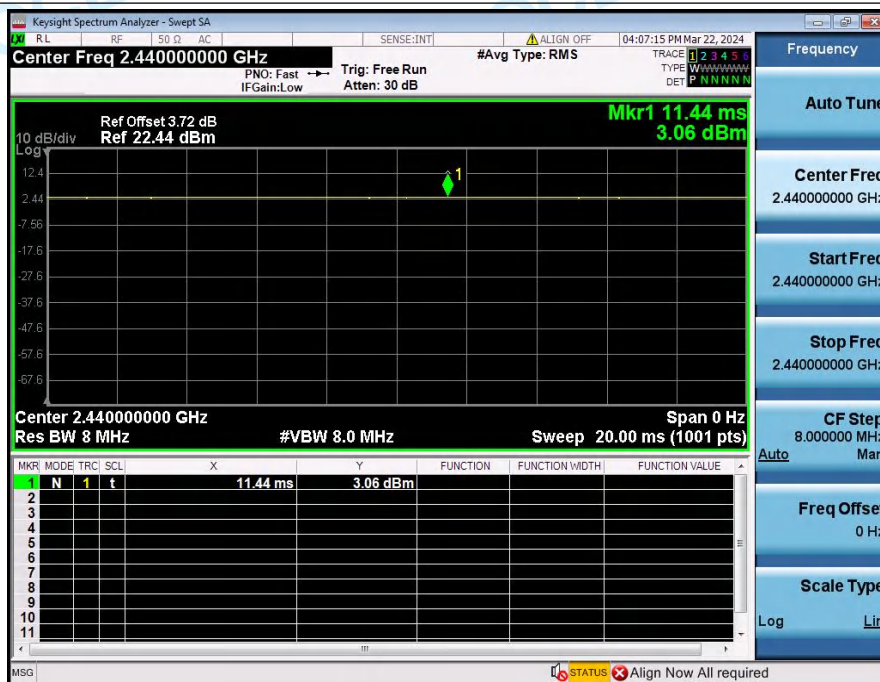 Keysight Spectrum Analyzer - Swept SA
RL RF 50 Ω AC SENSE:INT ALIGN OFF 04:07:15 PM Mar 22, 2024
Center Freq 2.440000000 GHz
PNO: Fast
IFGain:Low
Trig: Free Run
Atten: 30 dB
#Avg Type: RMS
TRACE 1 2 3 4 5 6
TYPE WWWWWW
DET P NNNNN
Mkr1 11.44 ms
3.06 dBm
Ref Offset 3.72 dB
10 dB/div Ref 22.44 dBm
Log
1
12.4
2.44
-7.56
-17.6
-27.6
-37.6
-47.6
-57.6
-67.6
Center 2.440000000 GHz Span 0 Hz
Res BW 8 MHz #VBW 8.0 MHz Sweep 20.00 ms (1001 pts)
MKR MODE TRC SCL X Y FUNCTION FUNCTION WIDTH FUNCTION VALUE
1 N 1 t 11.44 ms 3.06 dBm
2
3
4
5
6
7
8
9
10
11
MSG STATUS Align Now All required
Frequency
Auto Tune
Center Freq
2.440000000 GHz
Start Freq
2.440000000 GHz
Stop Freq
2.440000000 GHz
CF Step
8.000000 MHz
Auto Man
Freq Offset
0 Hz
Scale Type
Log Lin